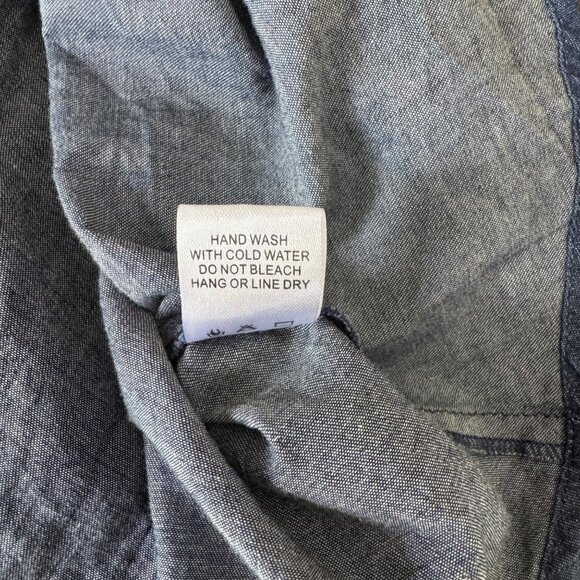 HAND WASH
WITH COLD WATER
DO NOT BLEACH
HANG OR LINE DRY